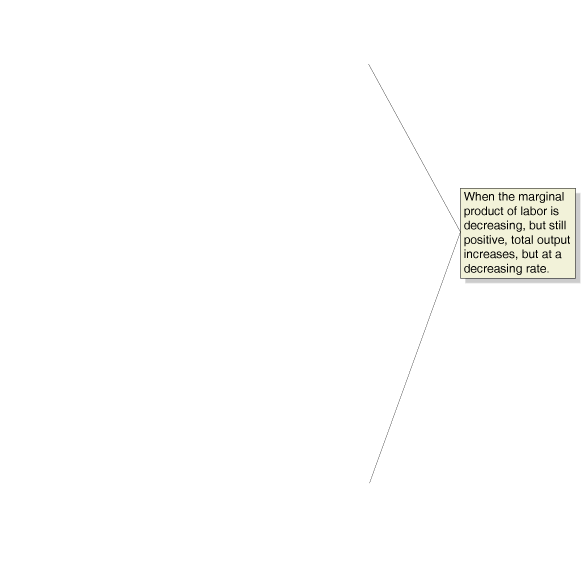 When the marginal
product of labor is
decreasing, but still
positive, total output
increases, but at a
decreasing rate.